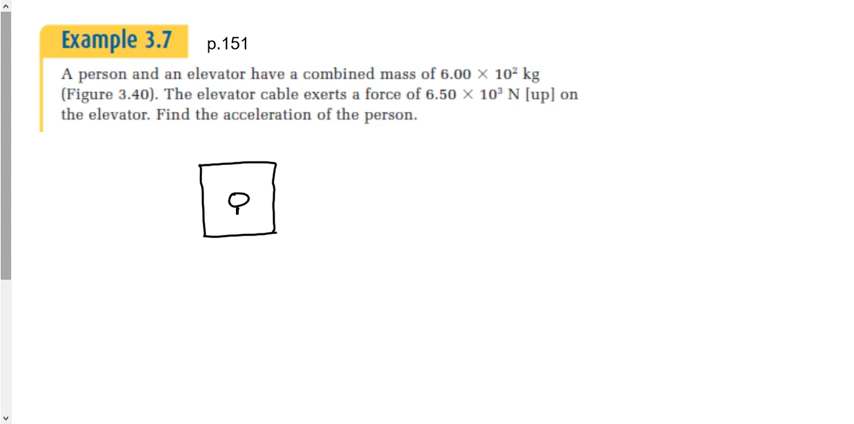 Example 3.7 p.151
A person and an elevator have a combined mass of 6.00 × 10² kg
(Figure 3.40). The elevator cable exerts a force of 6.50 × 10³ N [up] on
the elevator. Find the acceleration of the person.